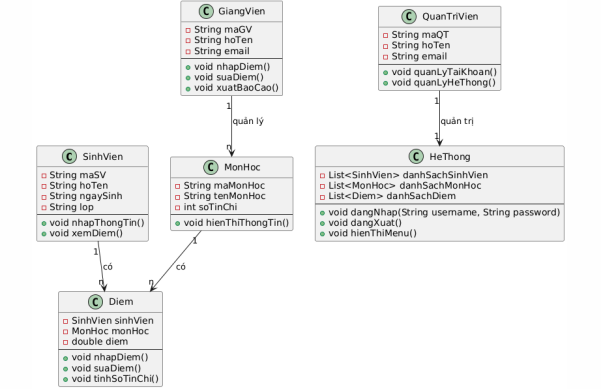 C GiangVien
String maGV
String hoTen
String email
void nhapDiem()
void suaDiem()
void xuatBaoCao()
C QuanTriVien
String maQT
String hoTen
String email
void quanLyTaiKhoan()
void quanLyHeThong()
1
quản lý
n
1
quản trị
1
C SinhVien
String maSV
String hoTen
String ngaySinh
String lop
void nhapThongTin()
void xemDiem()
C MonHoc
String maMonHoc
String tenMonHoc
int soTinChi
void hienThiThongTin()
C HeThong
List<SinhVien> danhSachSinhVien
List<MonHoc> danhSachMonHoc
List<Diem> danhSachDiem
void dangNhap(String username, String password)
void dangXuat()
void hienThiMenu()
1
có
n
1
có
n
C Diem
SinhVien sinhVien
MonHoc monHoc
double diem
void nhapDiem()
void suaDiem()
void tinhSoTinChi()